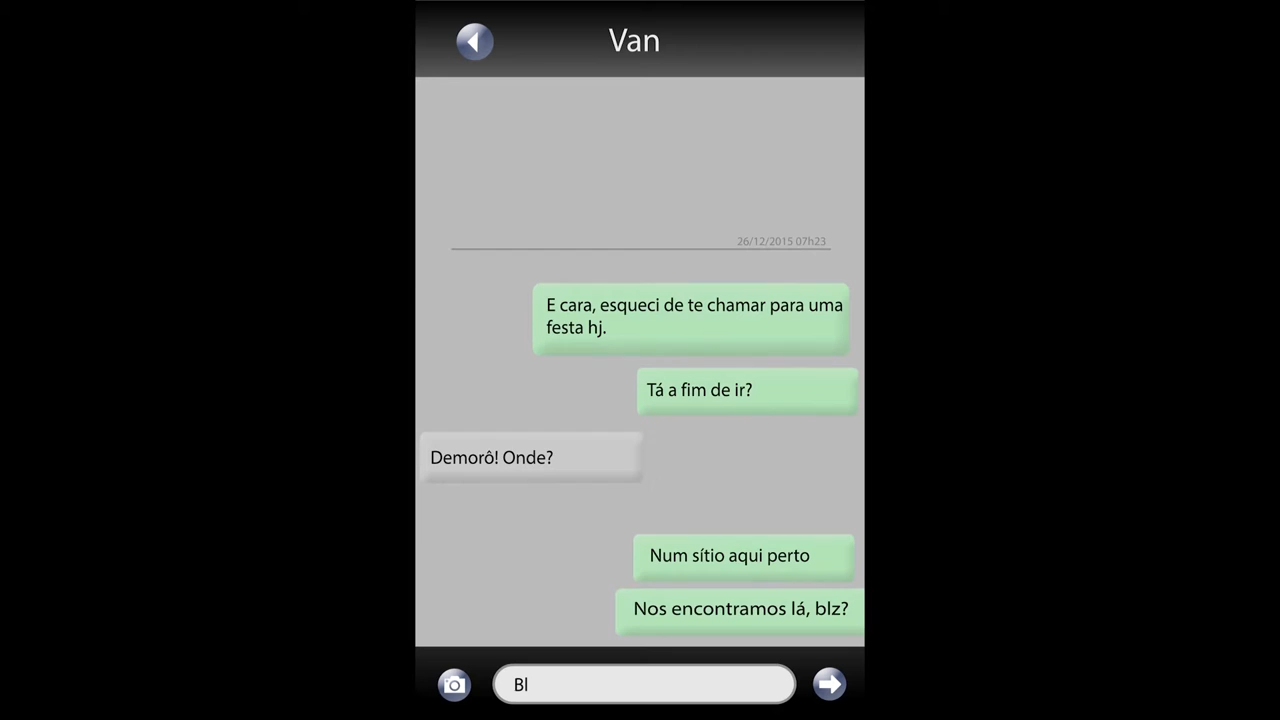 Van
26/12/2015 07h23
E cara, esqueci de te chamar para uma
festa hj.
Tá a fim de ir?
Demorô! Onde?
Num sítio aqui perto
Nos encontramos lá, blz?
Bl